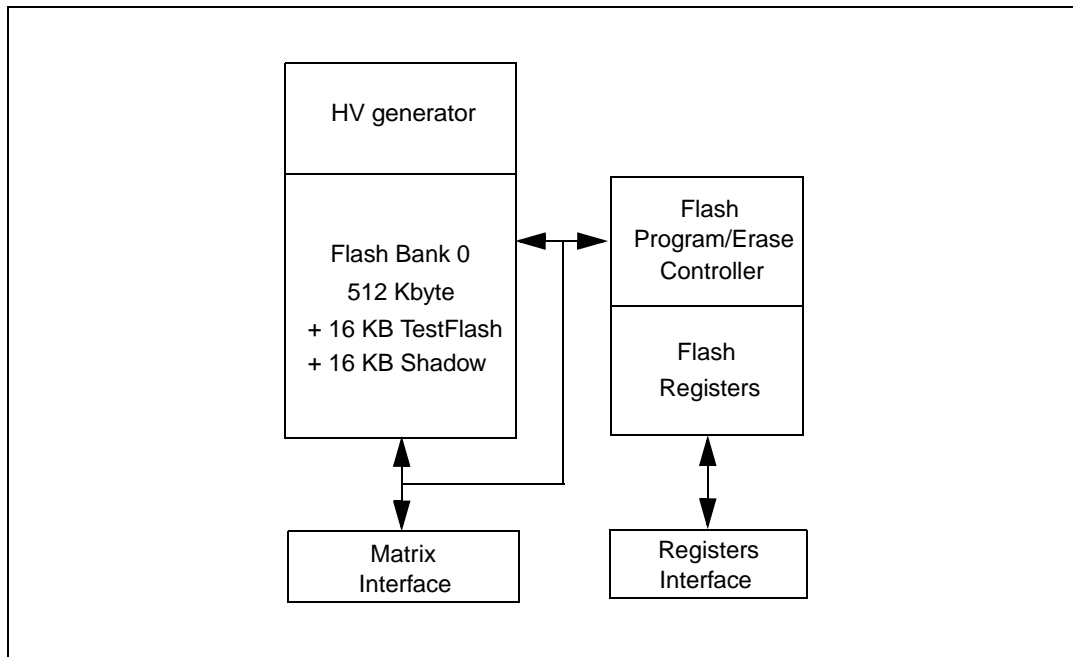 HV generator
Flash Bank 0
512 Kbyte
+ 16 KB TestFlash
+ 16 KB Shadow
Flash
Program/Erase
Controller
Flash
Registers
Matrix
Interface
Registers
Interface